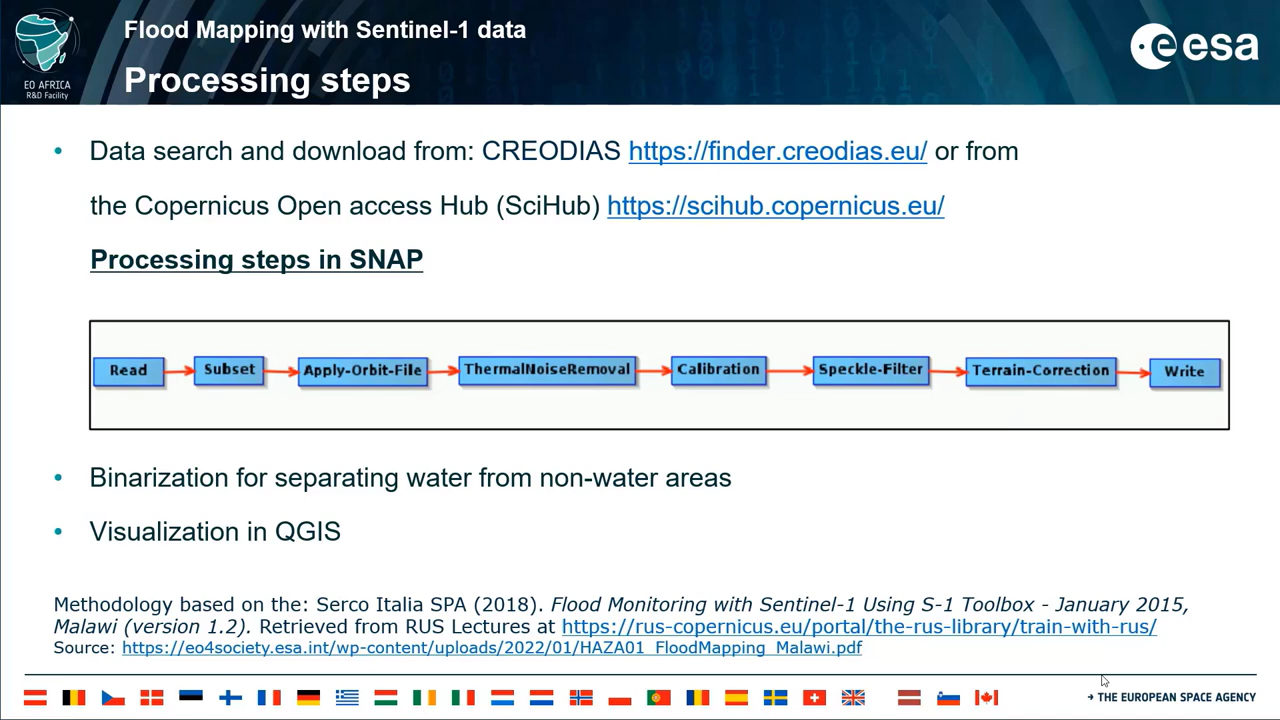 Flood Mapping with Sentinel-1 data
Processing steps
EO AFRICA
R&D Facility
esa
• Data search and download from: CREODIAS https://finder.creodias.eu/ or from
the Copernicus Open access Hub (SciHub) https://scihub.copernicus.eu/
Processing steps in SNAP
Read Subset Apply-Orbit-File ThermalNoiseRemoval Calibration Speckle-Filter Terrain-Correction Write
• Binarization for separating water from non-water areas
• Visualization in QGIS
Methodology based on the: Serco Italia SPA (2018). Flood Monitoring with Sentinel-1 Using S-1 Toolbox - January 2015,
Malawi (version 1.2). Retrieved from RUS Lectures at https://rus-copernicus.eu/portal/the-rus-library/train-with-rus/
Source: https://eo4society.esa.int/wp-content/uploads/2022/01/HAZA01_FloodMapping_Malawi.pdf
→ THE EUROPEAN SPACE AGENCY